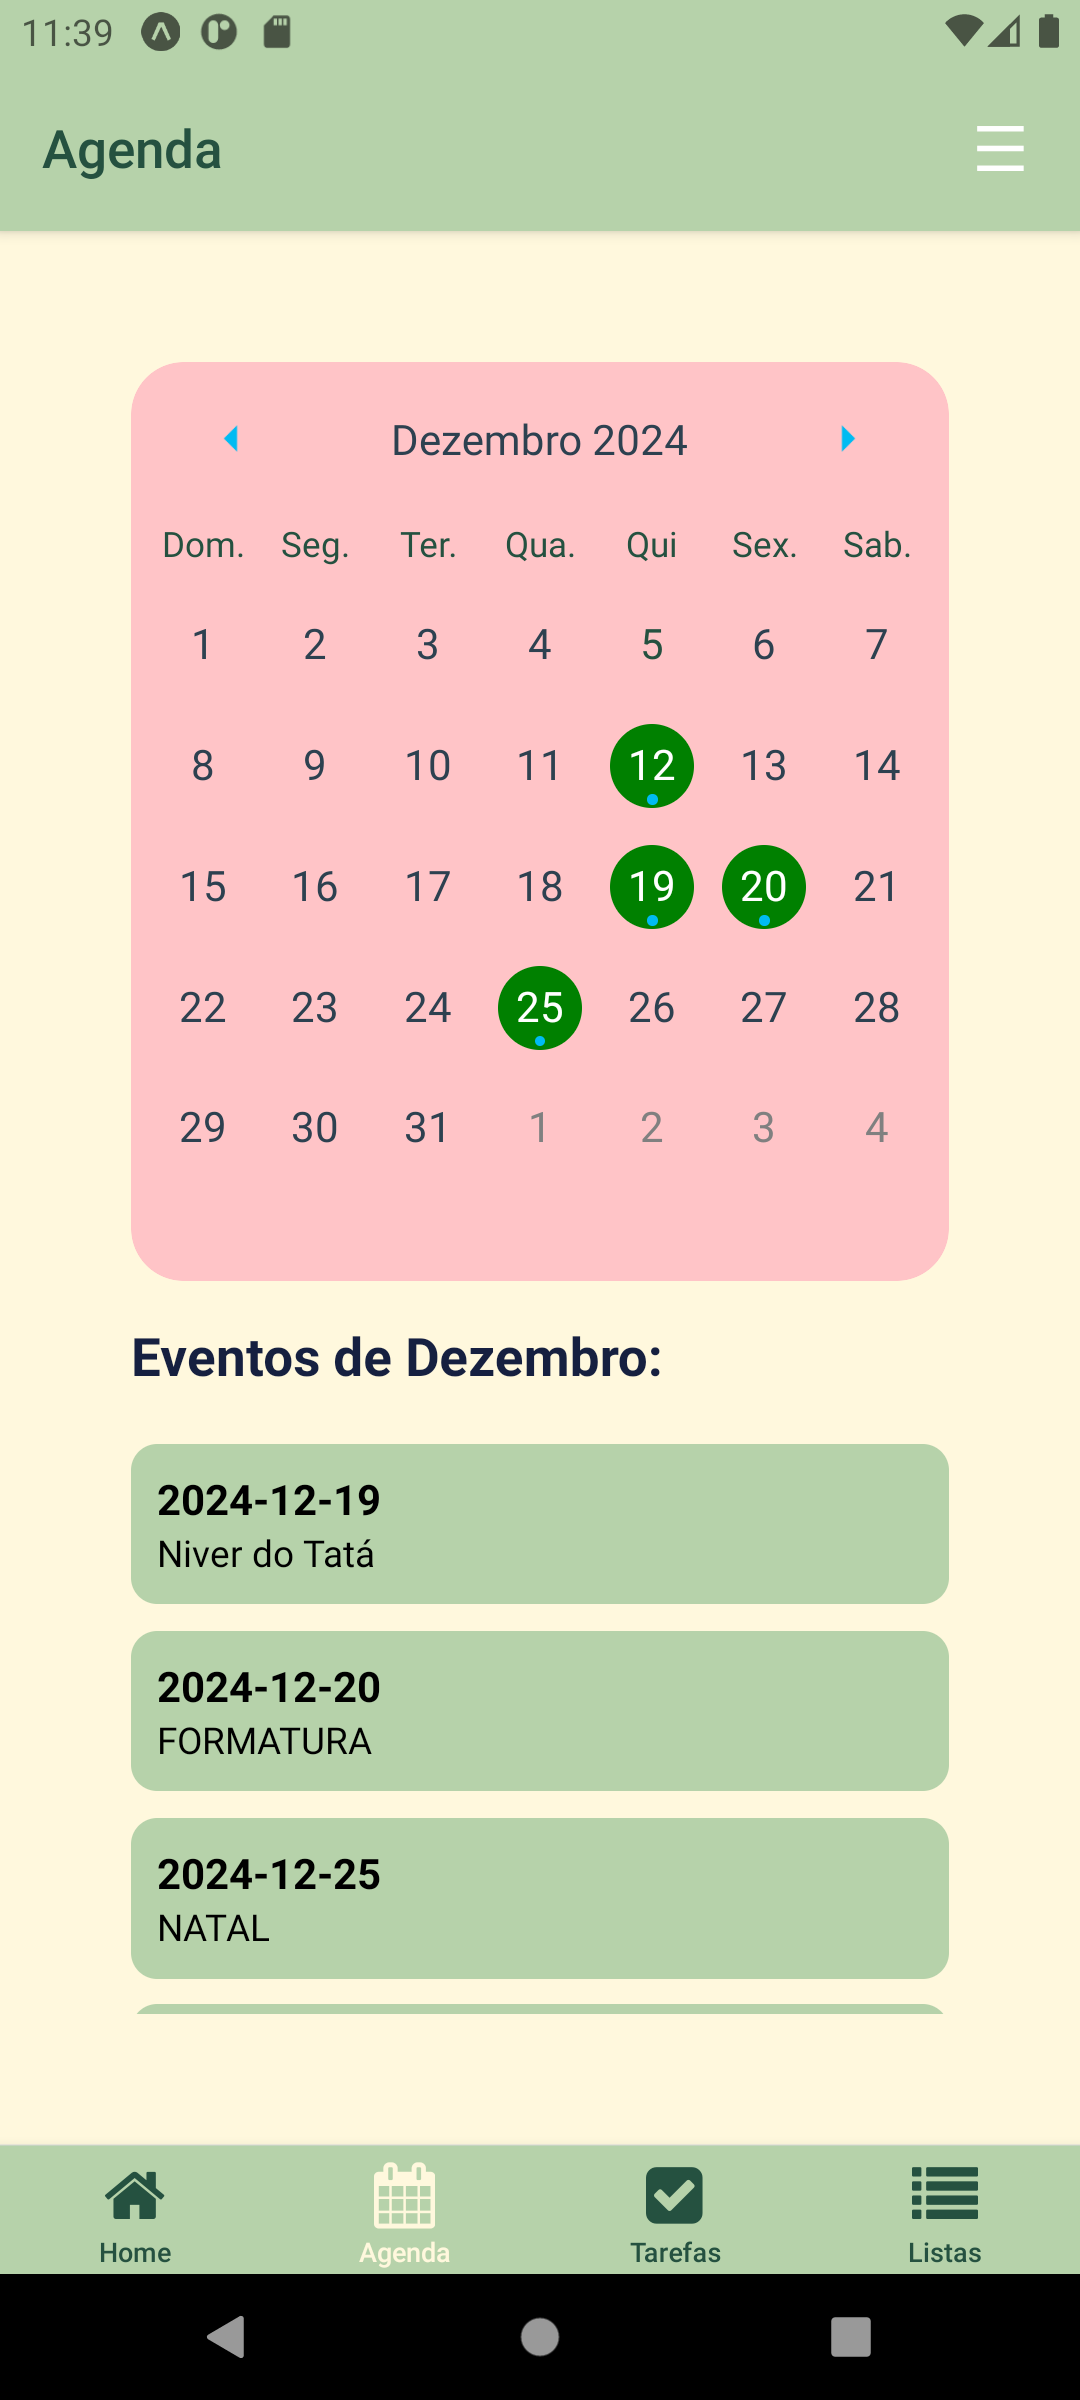 11:39
Agenda
Dezembro 2024
Dom. Seg. Ter. Qua. Qui Sex. Sab.
1 2 3 4 5 6 7
8 9 10 11 12 13 14
15 16 17 18 19 20 21
22 23 24 25 26 27 28
29 30 31 1 2 3 4
Eventos de Dezembro:
2024-12-19
Niver do Tatá
2024-12-20
FORMATURA
2024-12-25
NATAL
Home Agenda Tarefas Listas